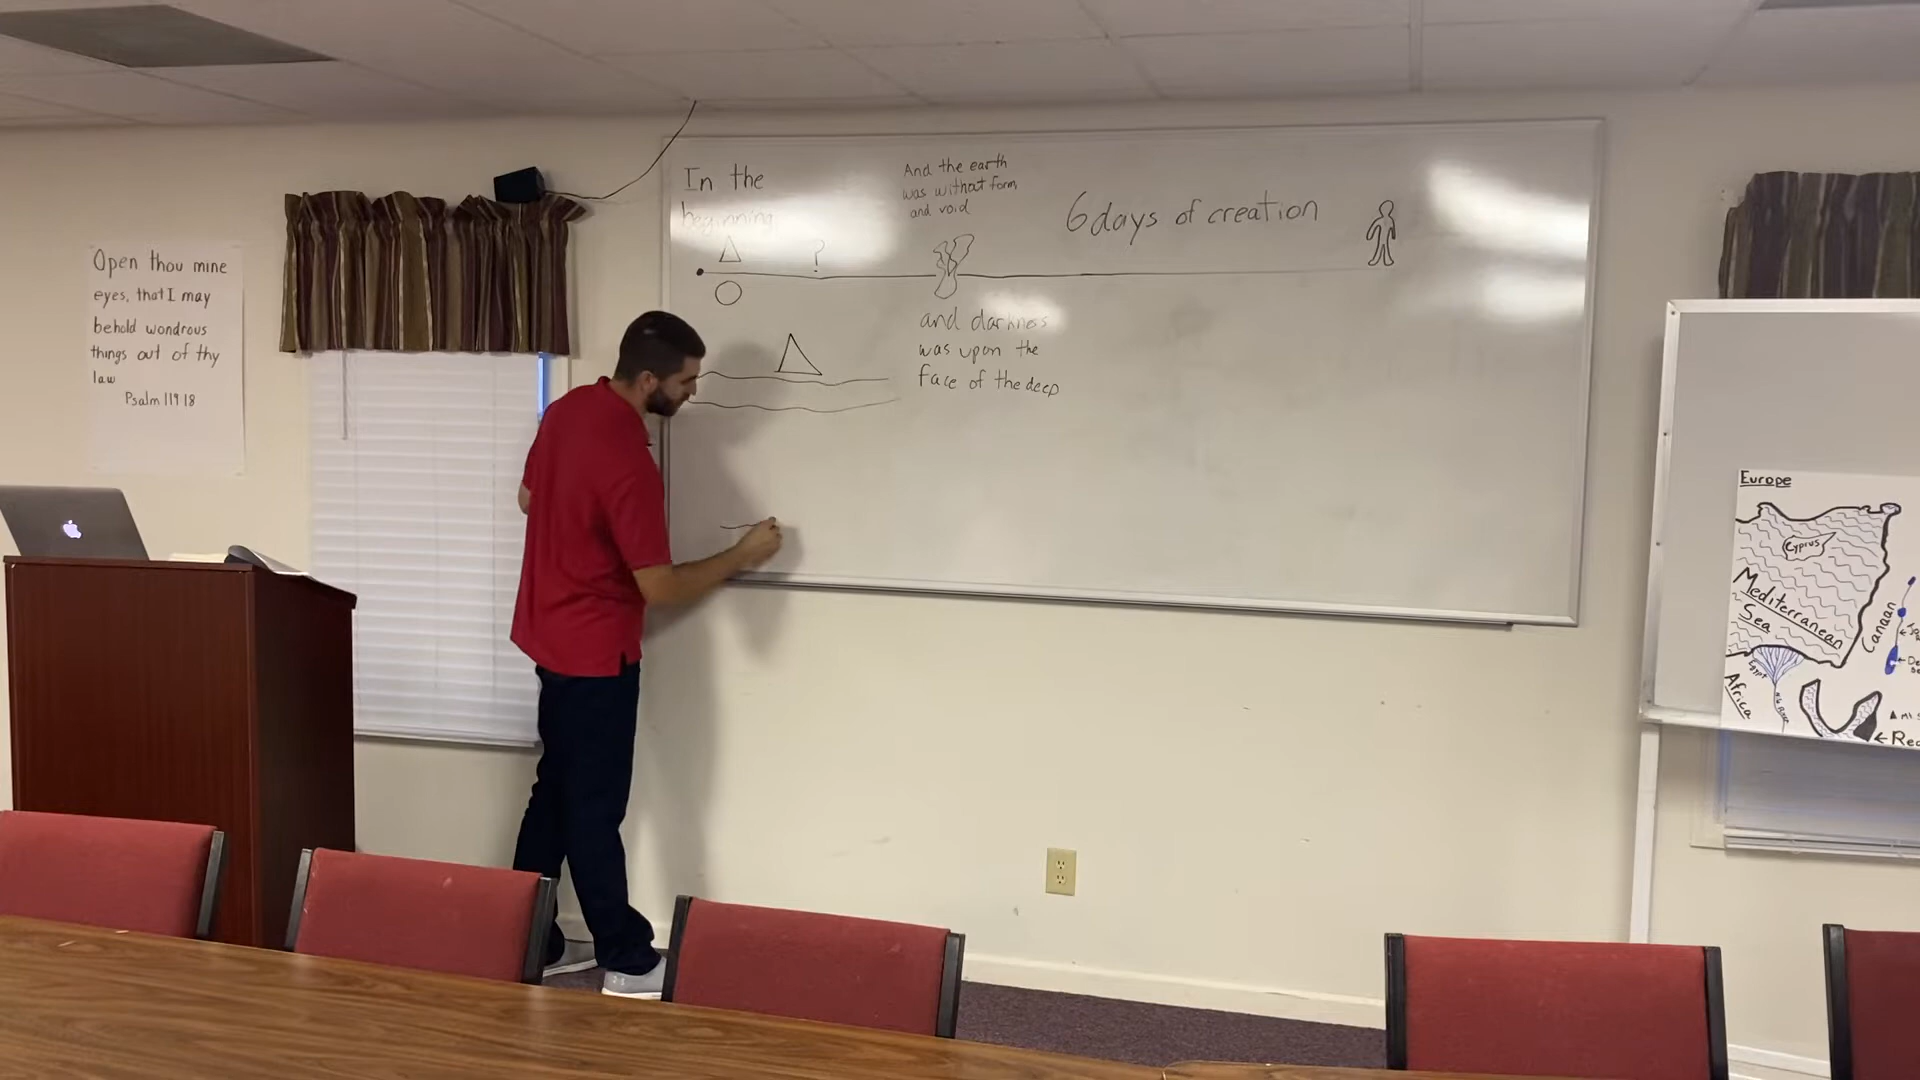 Open thou mine
eyes, that I may
behold wondrous
things out of thy
law
Psalm 119 18
In the
beginning
And the earth
was without form,
and void
6 days of creation
?
and darkness
was upon the
face of the deep
Europe
Cyprus
Mediterranean
Sea
Canaan
Egypt
Africa